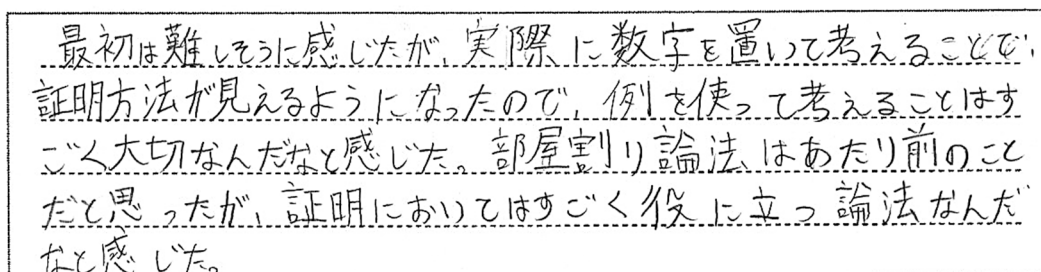 最初は難しそうに感じたが、実際に数字を置いて考えることで、
証明方法が見えるようになったので、例を使って考えることはす
ごく大切なんだなと感じた。部屋割り論法はあたり前のこと
だと思ったが、証明においてはすごく役に立つ論法なんだ
なと感じた。